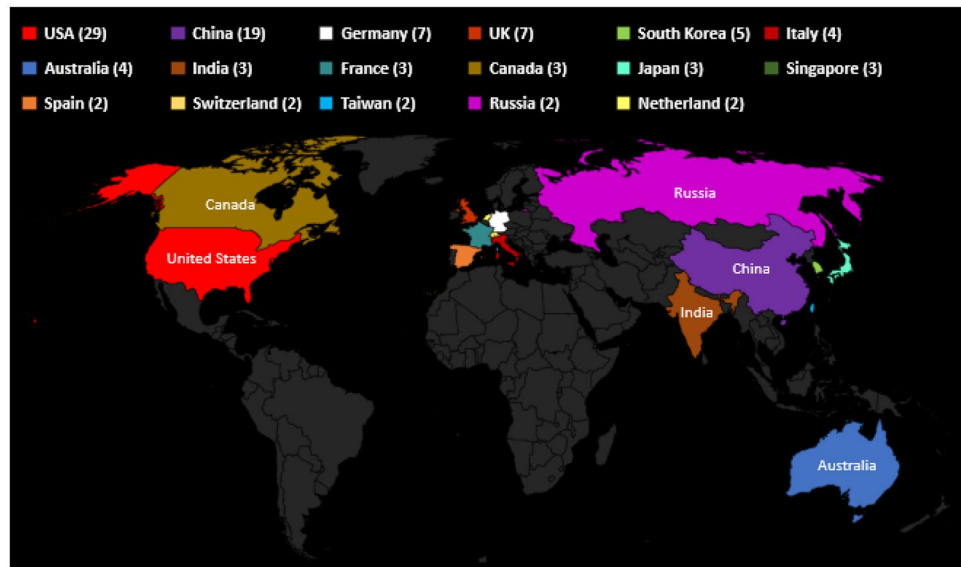 USA (29) China (19) Germany (7) UK (7) South Korea (5) Italy (4)
Australia (4) India (3) France (3) Canada (3) Japan (3) Singapore (3)
Spain (2) Switzerland (2) Taiwan (2) Russia (2) Netherland (2)
Russia
Canada
United States
China
India
Australia